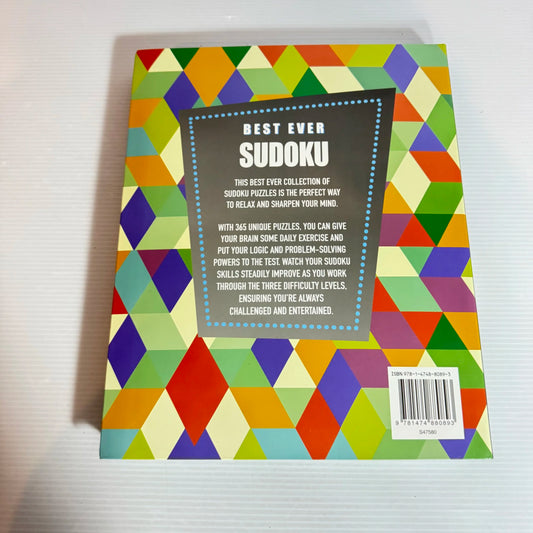 BEST EVER
SUDOKU
THIS BEST EVER COLLECTION OF
SUDOKU PUZZLES IS THE PERFECT WAY
TO RELAX AND SHARPEN YOUR MIND.
WITH 365 UNIQUE PUZZLES, YOU CAN GIVE
YOUR BRAIN SOME DAILY EXERCISE AND
PUT YOUR LOGIC AND PROBLEM-SOLVING
POWERS TO THE TEST. WATCH YOUR SUDOKU
SKILLS STEADILY IMPROVE AS YOU WORK
THROUGH THE THREE DIFFICULTY LEVELS,
ENSURING YOU'RE ALWAYS
CHALLENGED AND ENTERTAINED.
ISBN 978-1-4748-8089-3
9 781474 880893
S47580